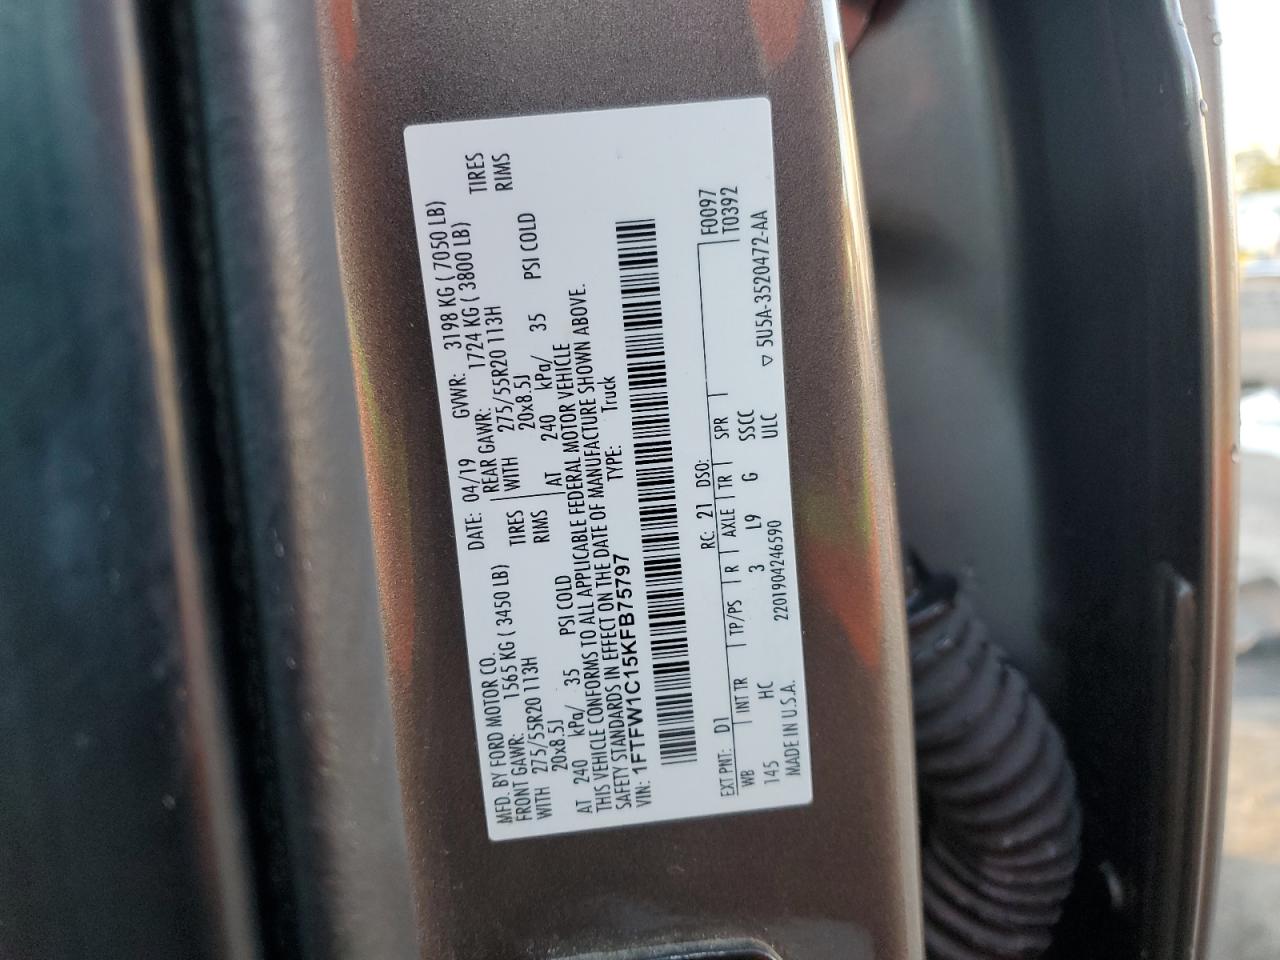 MFD. BY FORD MOTOR CO. DATE: 04/19 GVWR: 3198 KG ( 7050 LB)
FRONT GAWR: 1565 KG ( 3450 LB) REAR GAWR: 1724 KG ( 3800 LB)
WITH 275/55R20 113H TIRES WITH 275/55R20 113H TIRES
20x8.5J RIMS 20x8.5J RIMS
AT 240 kPa/ 35 PSI COLD AT 240 kPa/ 35 PSI COLD
THIS VEHICLE CONFORMS TO ALL APPLICABLE FEDERAL MOTOR VEHICLE
SAFETY STANDARDS IN EFFECT ON THE DATE OF MANUFACTURE SHOWN ABOVE.
VIN: 1FTFW1C15KFB75797 TYPE: Truck
F0097
EXT PNT: D1 RC: 21 DSO: T0392
WB INT TR TP/PS R AXLE TR SPR
145 HC 3 L9 G SSCC
2201904246590 ULC
MADE IN U.S.A. ▽ 5U5A-3520472-AA